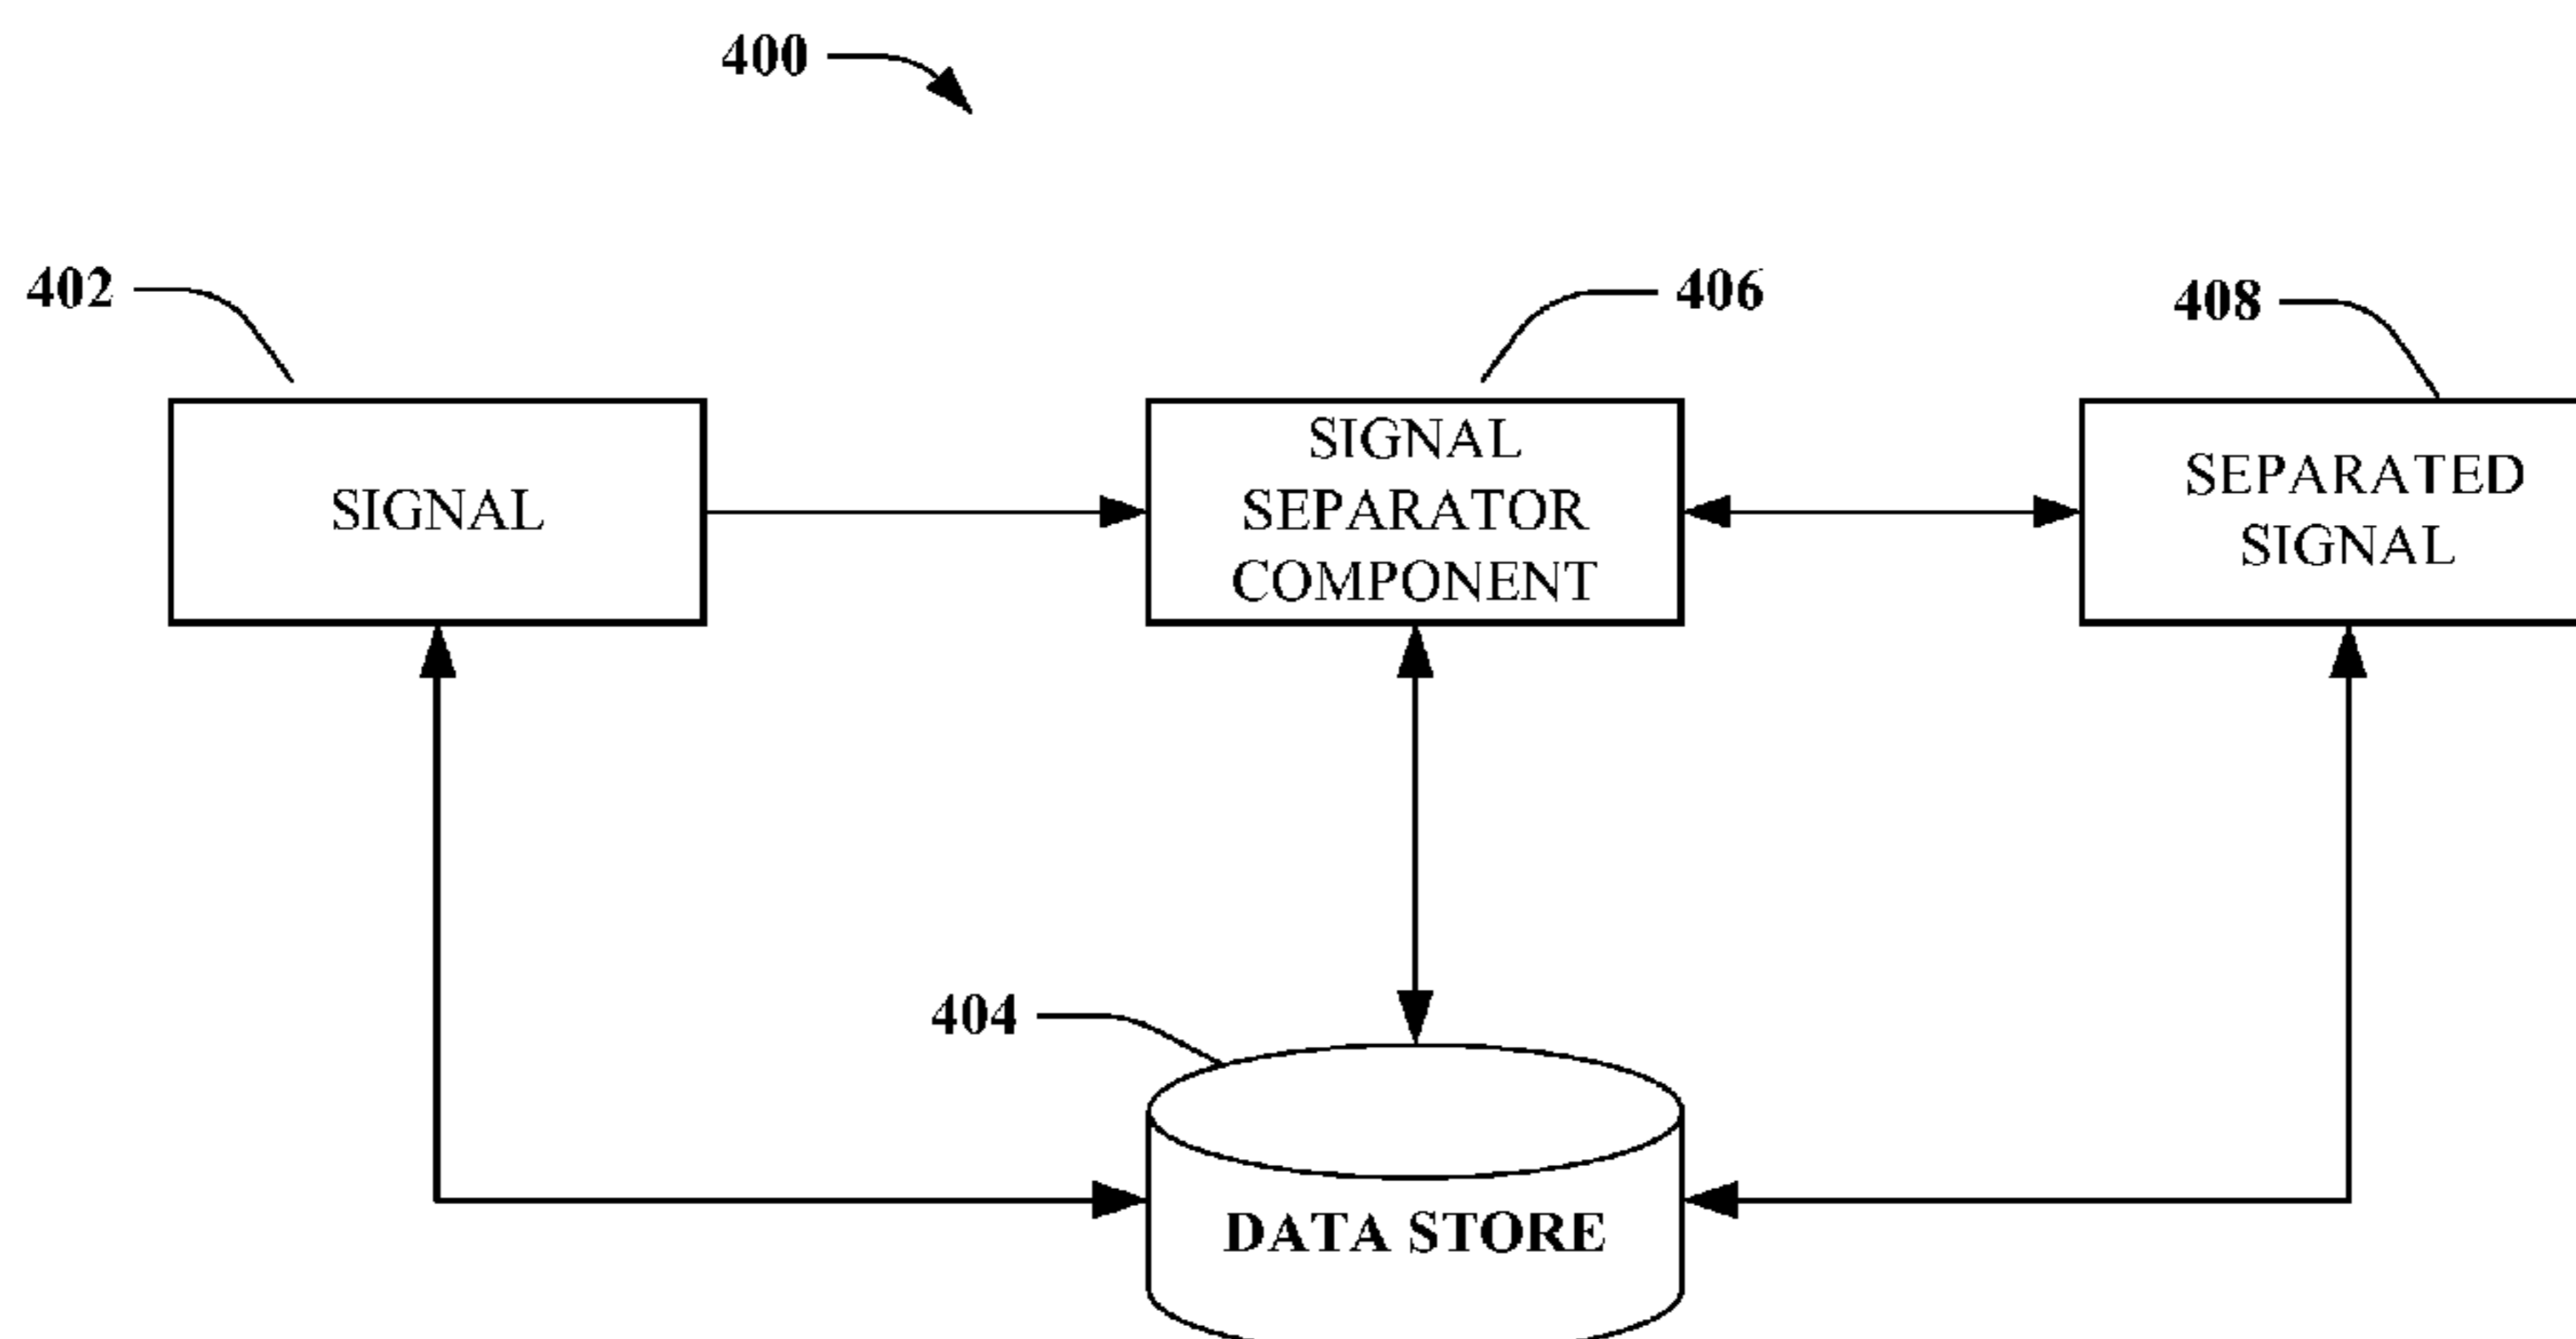 400
402
406
408
SIGNAL
SIGNAL
SEPARATOR
COMPONENT
SEPARATED
SIGNAL
404
DATA STORE